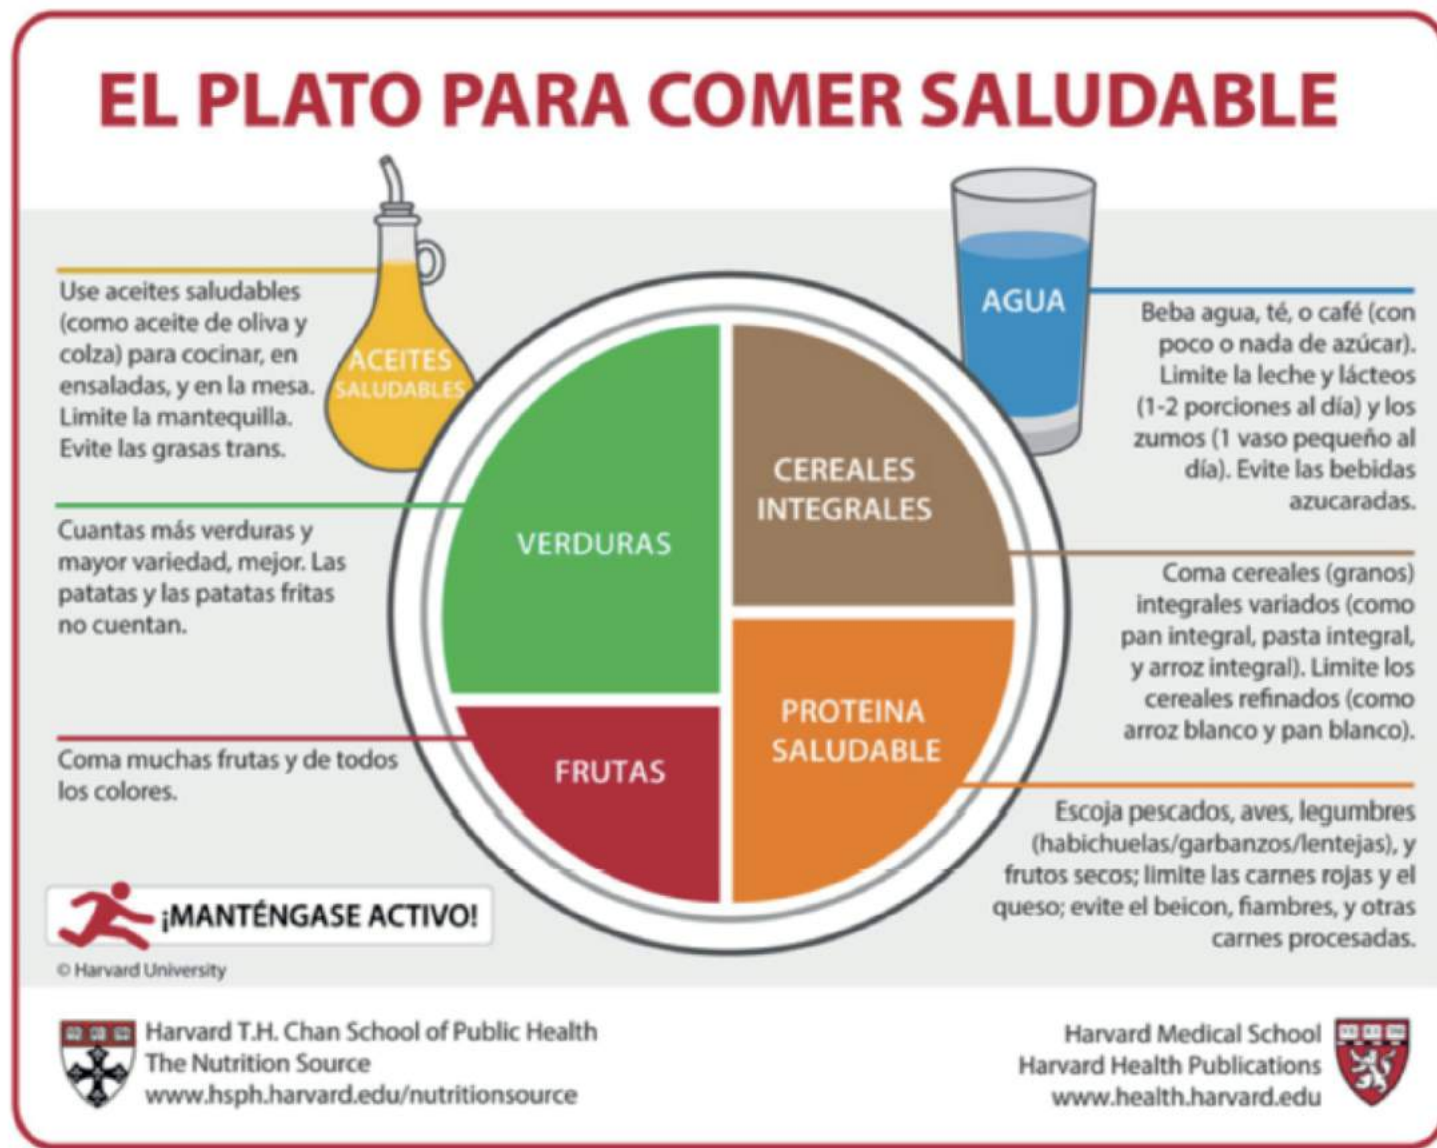 EL PLATO PARA COMER SALUDABLE
Use aceites saludables
(como aceite de oliva y
colza) para cocinar, en
ensaladas, y en la mesa.
Limite la mantequilla.
Evite las grasas trans.
ACEITES
SALUDABLES
AGUA
Beba agua, té, o café (con
poco o nada de azúcar).
Limite la leche y lácteos
(1-2 porciones al día) y los
zumos (1 vaso pequeño al
día). Evite las bebidas
azucaradas.
Cuantas más verduras y
mayor variedad, mejor. Las
patatas y las patatas fritas
no cuentan.
VERDURAS
CEREALES
INTEGRALES
Coma cereales (granos)
integrales variados (como
pan integral, pasta integral,
y arroz integral). Limite los
cereales refinados (como
arroz blanco y pan blanco).
Coma muchas frutas y de todos
los colores.
FRUTAS
PROTEINA
SALUDABLE
Escoja pescados, aves, legumbres
(habichuelas/garbanzos/lentejas), y
frutos secos; limite las carnes rojas y el
queso; evite el beicon, fiambres, y otras
carnes procesadas.
¡MANTÉNGASE ACTIVO!
© Harvard University
Harvard T.H. Chan School of Public Health
The Nutrition Source
www.hsph.harvard.edu/nutritionsource
Harvard Medical School
Harvard Health Publications
www.health.harvard.edu